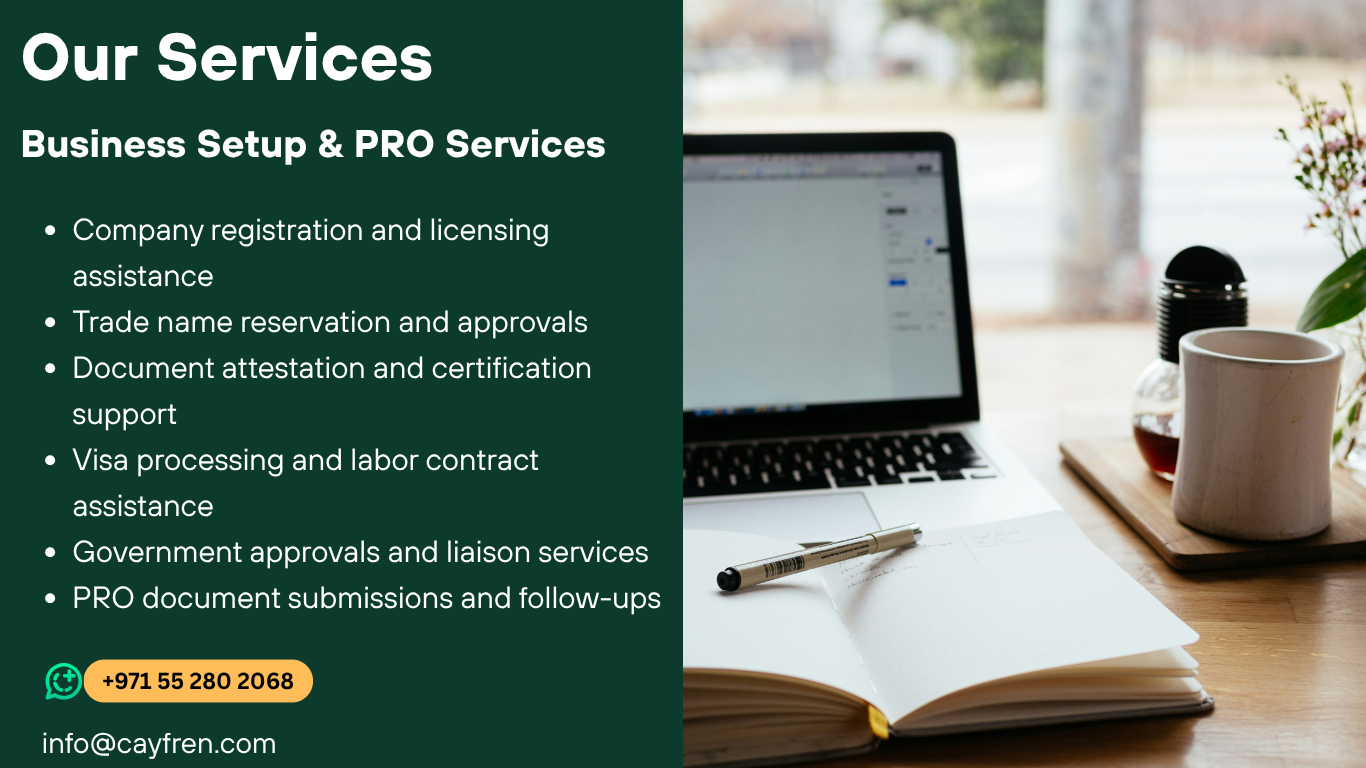 Our Services
Business Setup & PRO Services
• Company registration and licensing
assistance
• Trade name reservation and approvals
• Document attestation and certification
support
• Visa processing and labor contract
assistance
• Government approvals and liaison services
• PRO document submissions and follow-ups
+971 55 280 2068
info@cayfren.com